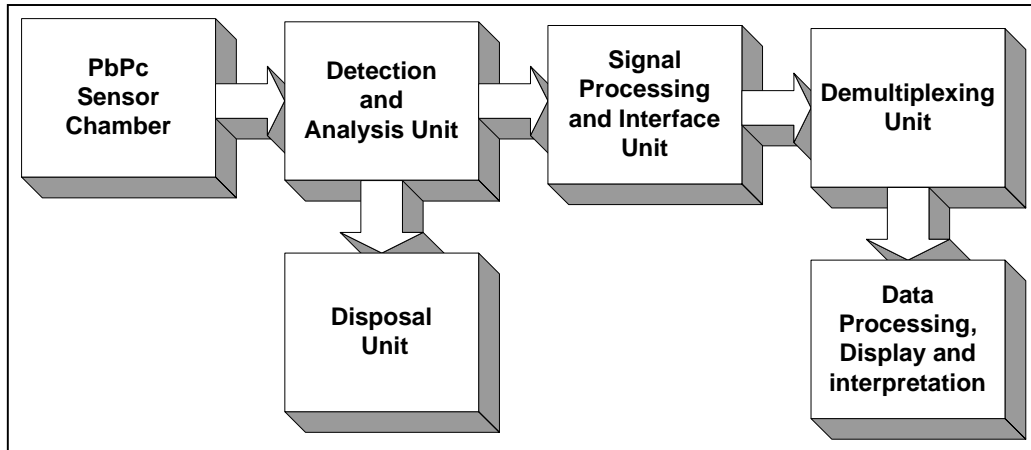 PbPc
Sensor
Chamber
Detection
and
Analysis Unit
Signal
Processing
and Interface
Unit
Demultiplexing
Unit
Disposal
Unit
Data
Processing,
Display and
interpretation